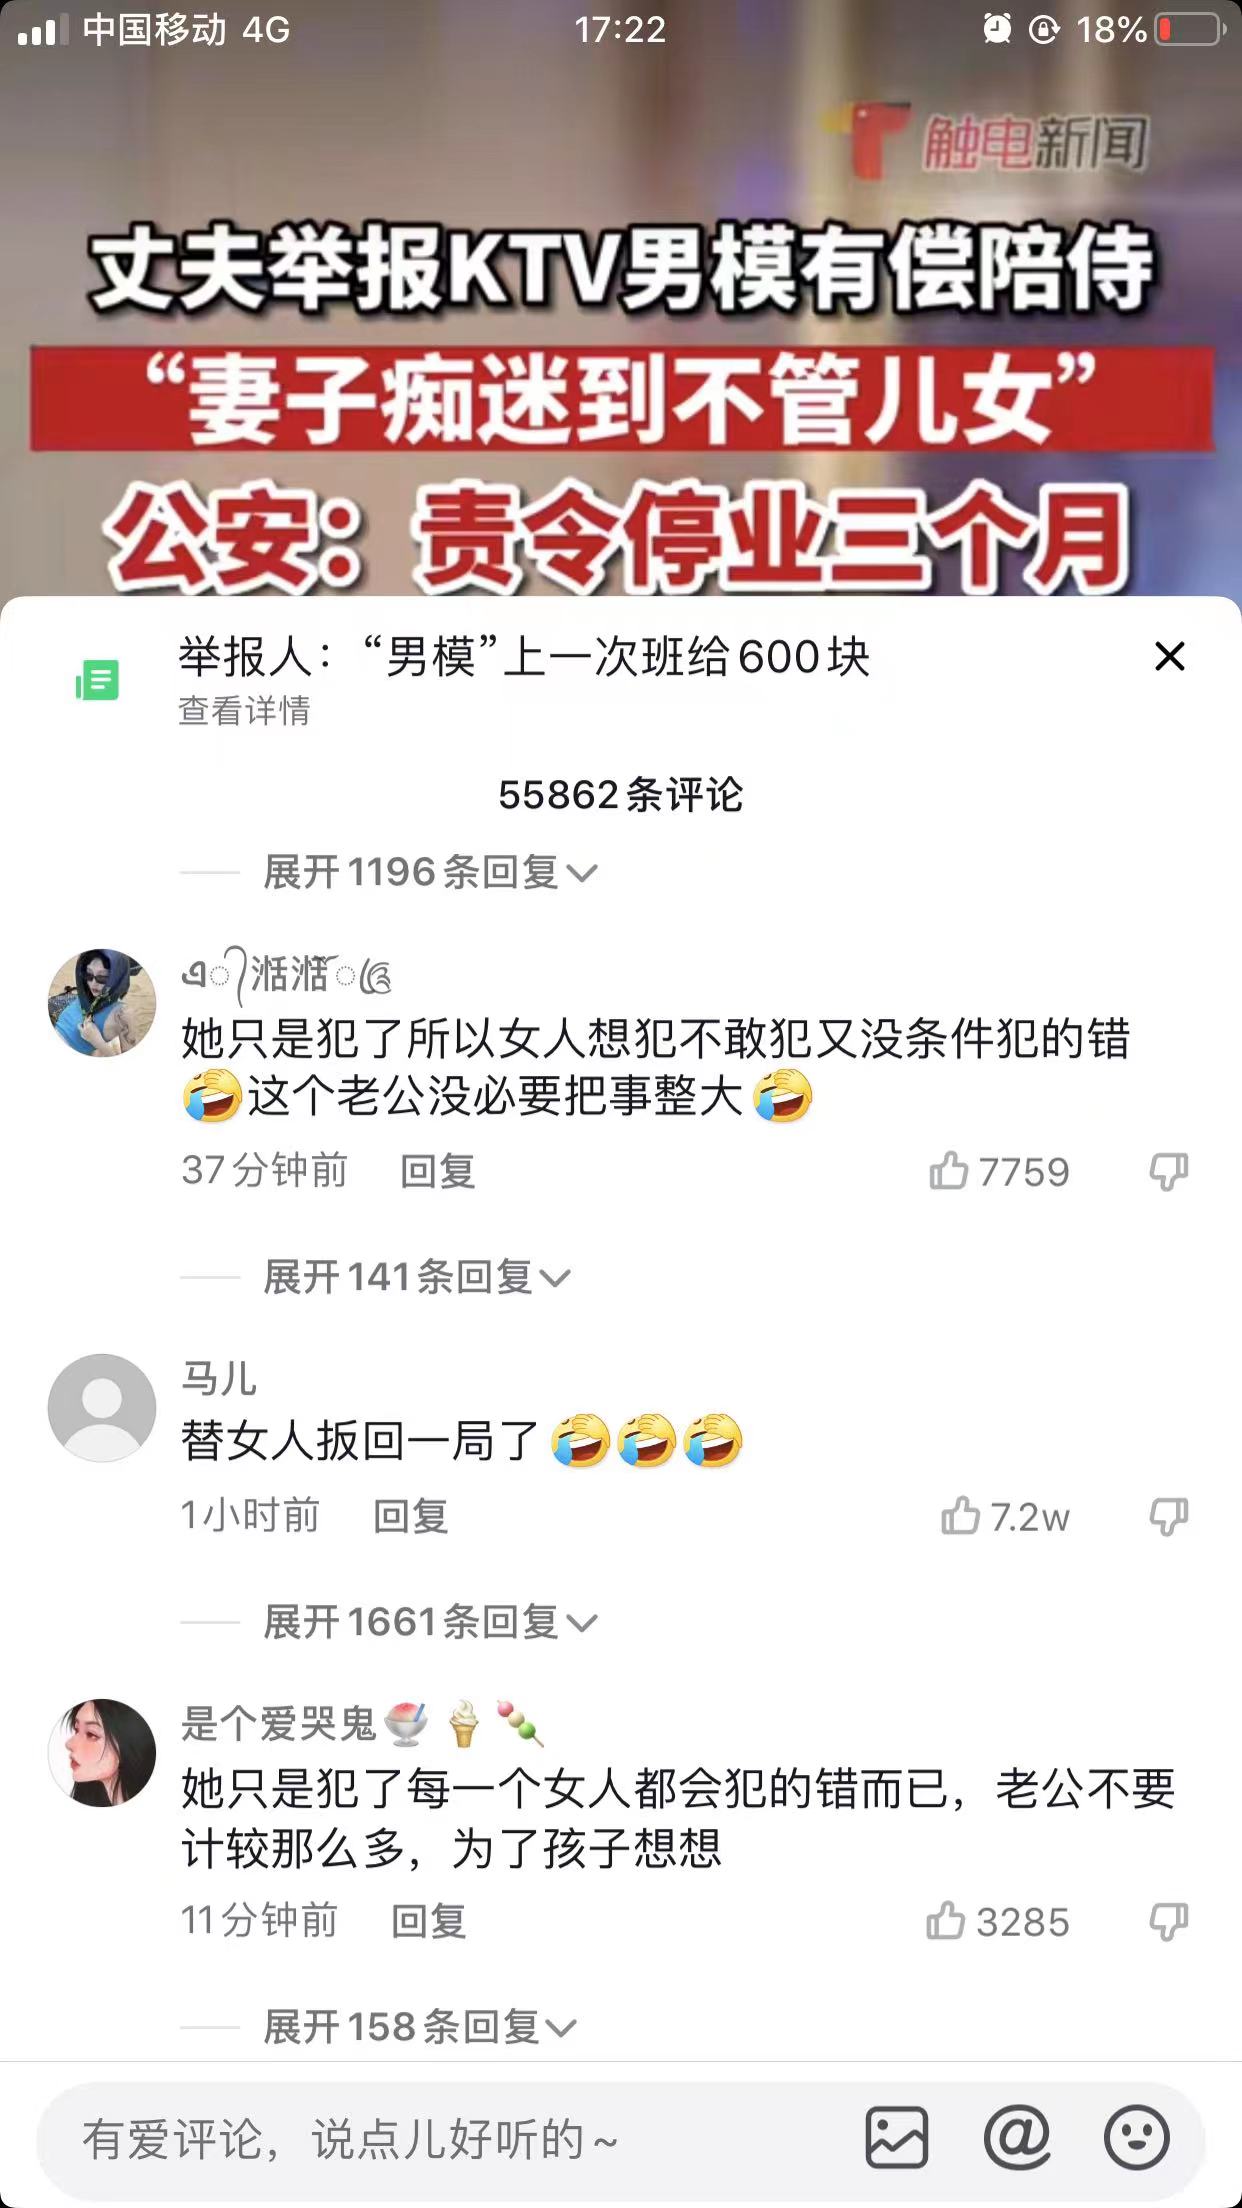 中国移动 4G
17:22
18%
触电新闻
丈夫举报KTV男模有偿陪侍
“妻子痴迷到不管儿女”
公安：责令停业三个月
举报人：“男模”上一次班给600块
查看详情
55862条评论
展开1196条回复
湉湉
她只是犯了所以女人想犯不敢犯又没条件犯的错
🤣这个老公没必要把事整大🤣
37分钟前 回复 7759
展开141条回复
马儿
替女人扳回一局了🤣🤣🤣
1小时前 回复 7.2w
展开1661条回复
是个爱哭鬼🍧🍦🍡
她只是犯了每一个女人都会犯的错而已，老公不要
计较那么多，为了孩子想想
11分钟前 回复 3285
展开158条回复
有爱评论，说点儿好听的~